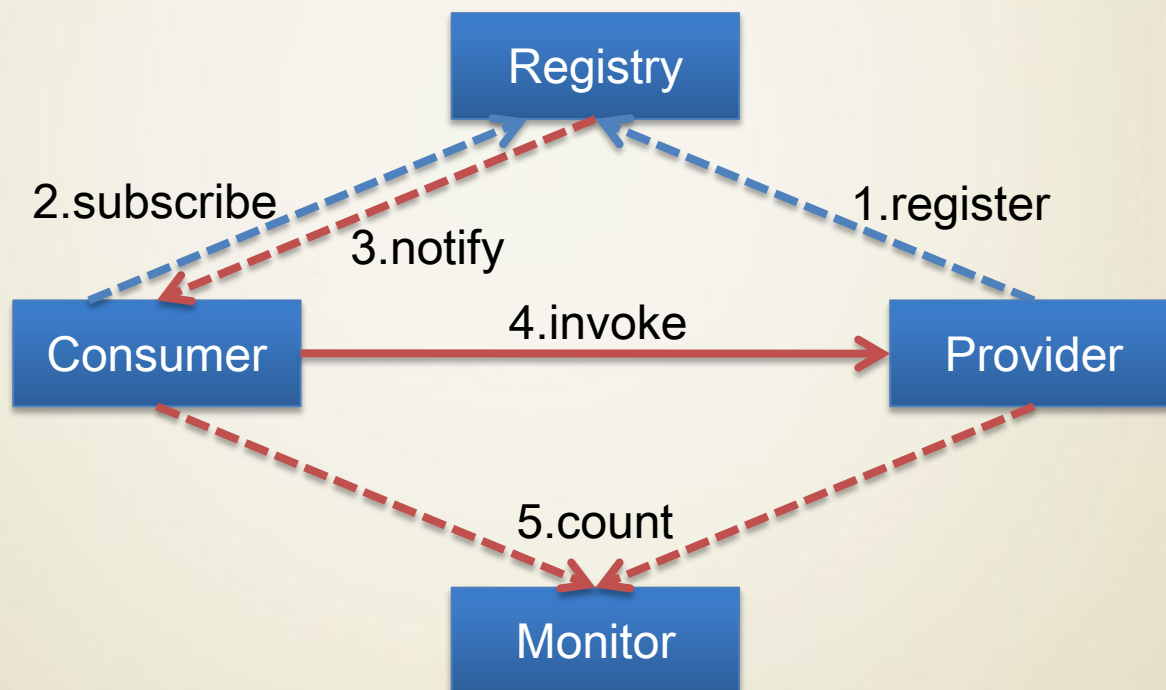 Registry
2.subscribe
1.register
3.notify
4.invoke
Consumer
Provider
5.count
Monitor